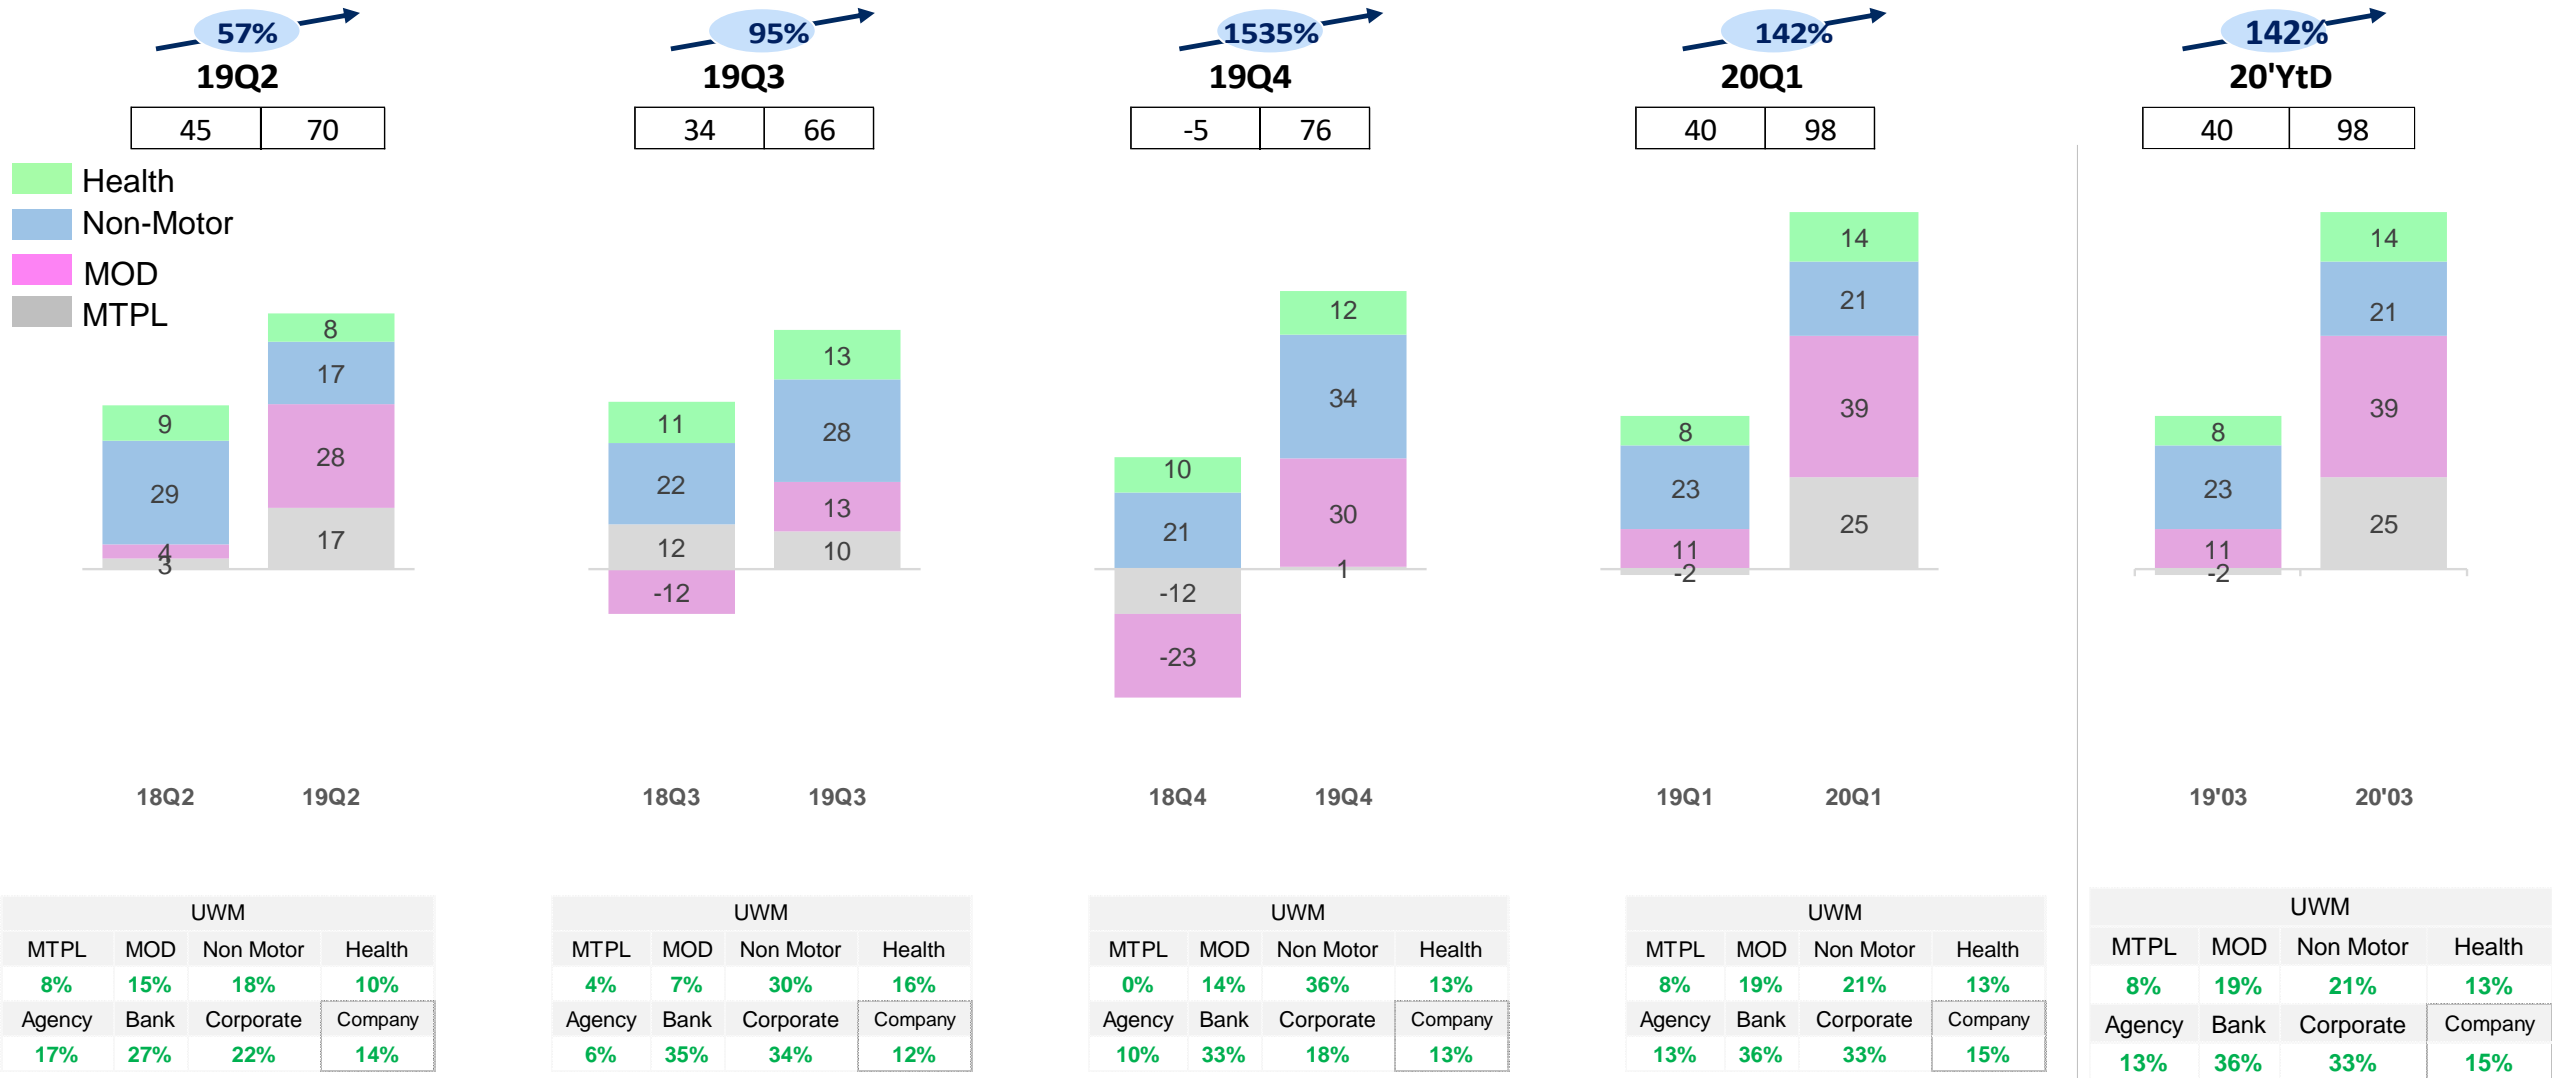 57% 95% 1535% 142% 142%
19Q2 19Q3 19Q4 20Q1 20'YtD
45 70 34 66 -5 76 40 98 40 98
Health
Non-Motor
MOD
MTPL
9
29
4
3
8
17
28
17
11
22
12
-12
13
28
13
10
10
21
-12
-23
12
34
30
1
8
23
11
-2
14
21
39
25
8
23
11
-2
14
21
39
25
18Q2 19Q2 18Q3 19Q3 18Q4 19Q4 19Q1 20Q1 19'03 20'03
UWM
MTPL MOD Non Motor Health
8% 15% 18% 10%
Agency Bank Corporate Company
17% 27% 22% 14%
UWM
MTPL MOD Non Motor Health
4% 7% 30% 16%
Agency Bank Corporate Company
6% 35% 34% 12%
UWM
MTPL MOD Non Motor Health
0% 14% 36% 13%
Agency Bank Corporate Company
10% 33% 18% 13%
UWM
MTPL MOD Non Motor Health
8% 19% 21% 13%
Agency Bank Corporate Company
13% 36% 33% 15%
UWM
MTPL MOD Non Motor Health
8% 19% 21% 13%
Agency Bank Corporate Company
13% 36% 33% 15%